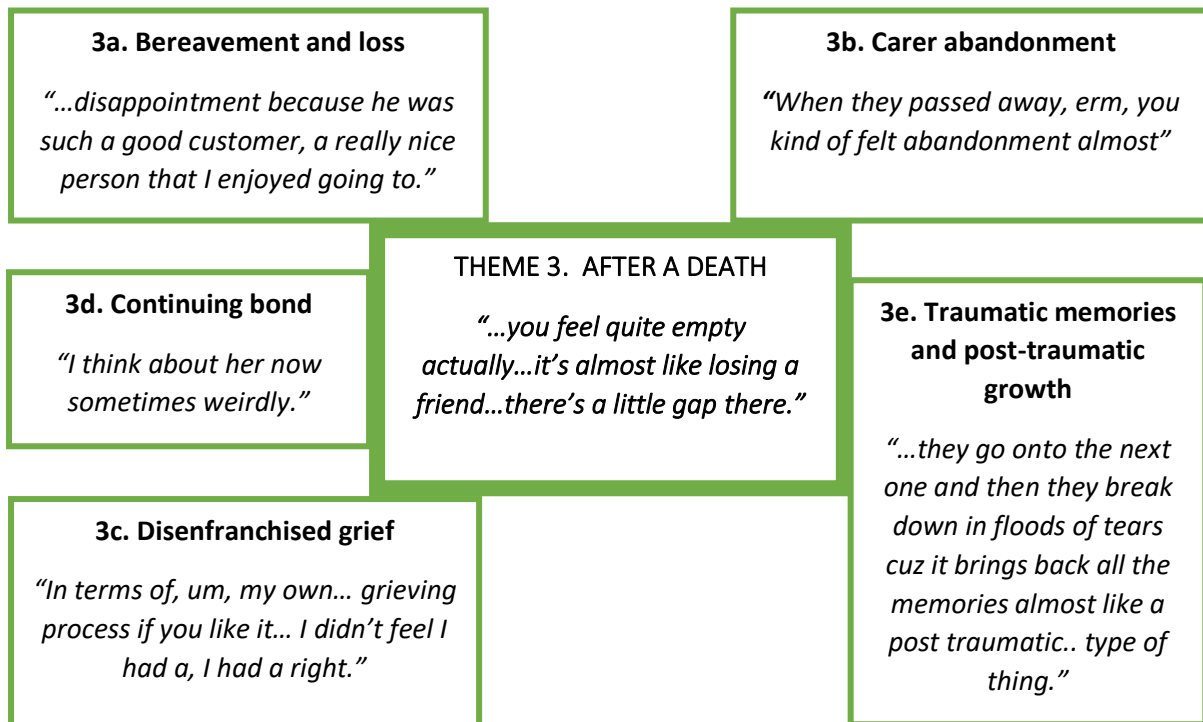 3a. Bereavement and loss
“…disappointment because he was
such a good customer, a really nice
person that I enjoyed going to.”
3b. Carer abandonment
“When they passed away, erm, you
kind of felt abandonment almost”
THEME 3.  AFTER A DEATH
“…you feel quite empty
actually…it’s almost like losing a
friend…there’s a little gap there.”
3d. Continuing bond
“I think about her now
sometimes weirdly.”
3e. Traumatic memories
and post-traumatic
growth
“…they go onto the next
one and then they break
down in floods of tears
cuz it brings back all the
memories almost like a
post traumatic.. type of
thing.”
3c. Disenfranchised grief
“In terms of, um, my own… grieving
process if you like it… I didn’t feel I
had a, I had a right.”